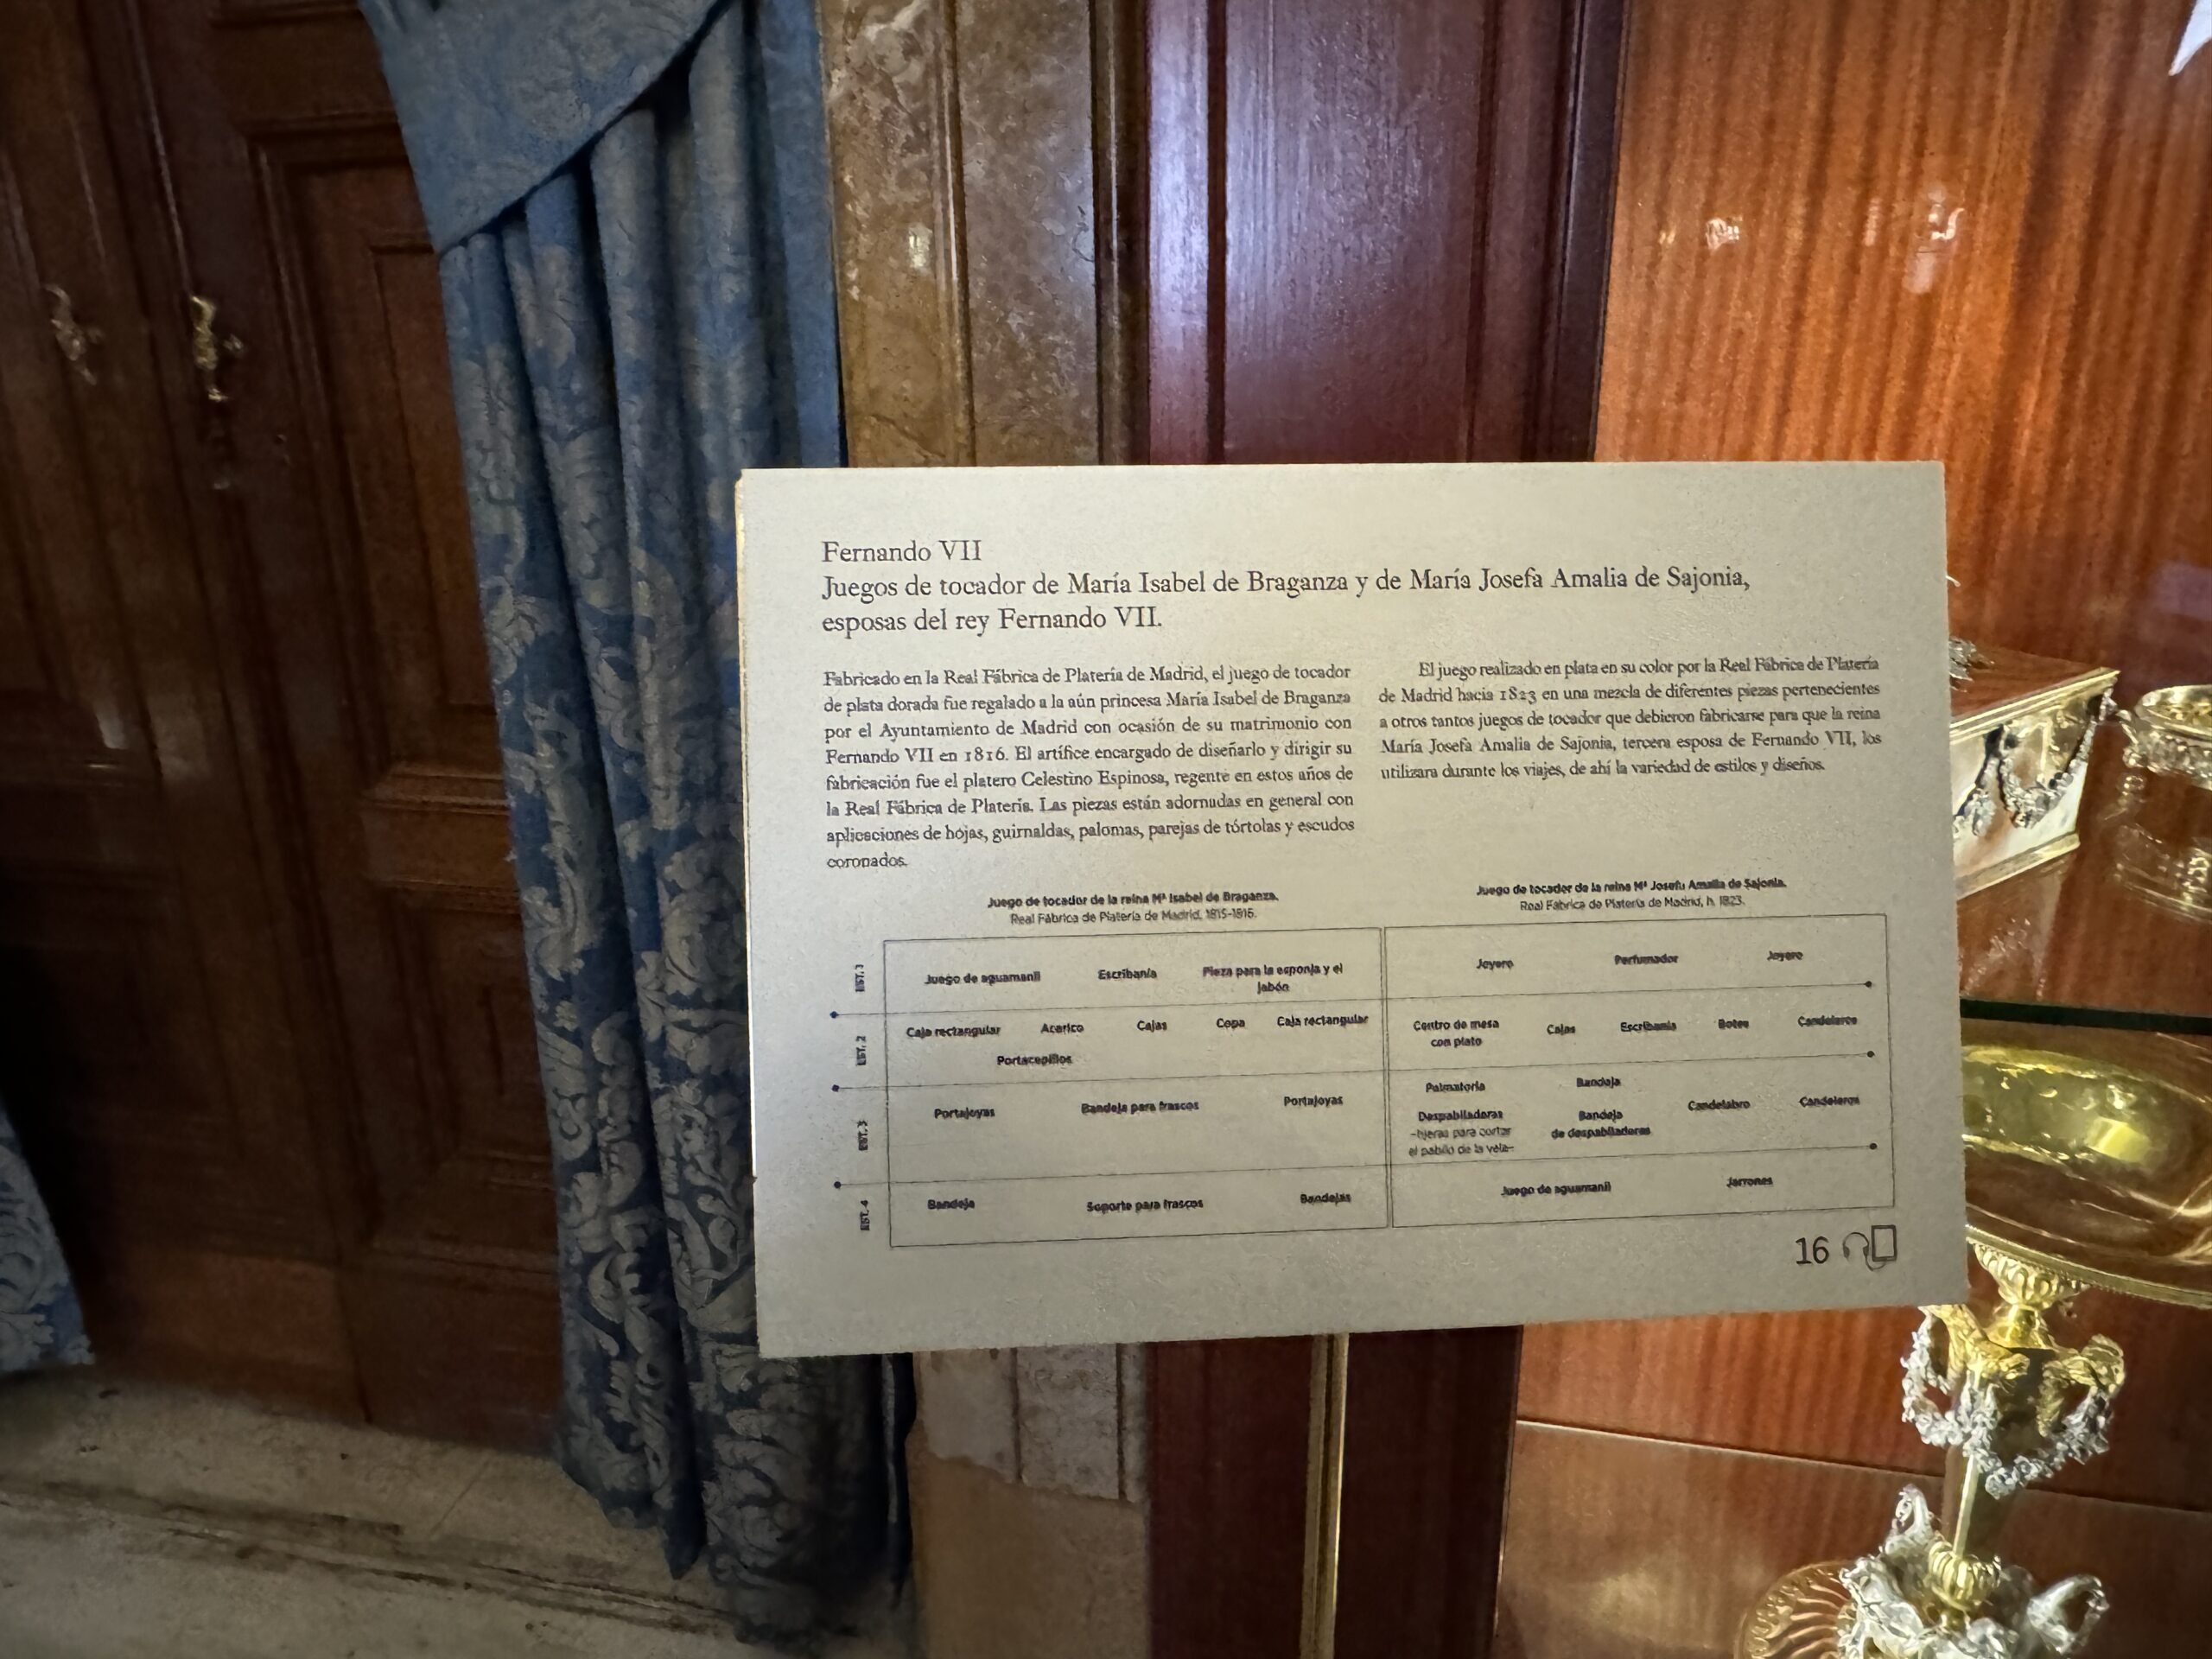 Fernando VII
Juegos de tocador de María Isabel de Braganza y de María Josefa Amalia de Sajonia,
esposas del rey Fernando VII.
Fabricado en la Real Fábrica de Platería de Madrid, el juego de tocador
de plata dorada fue regalado a la aún princesa María Isabel de Braganza
por el Ayuntamiento de Madrid con ocasión de su matrimonio con
Fernando VII en 1816. El artífice encargado de diseñarlo y dirigir su
fabricación fue el platero Celestino Espinosa, regente en estos años de
la Real Fábrica de Platería. Las piezas están adornadas en general con
aplicaciones de hojas, guirnaldas, palomas, parejas de tórtolas y escudos
coronados.
El juego realizado en plata en su color por la Real Fábrica de Platería
de Madrid hacia 1823 en una mezcla de diferentes piezas pertenecientes
a otros tantos juegos de tocador que debieron fabricarse para que la reina
María Josefa Amalia de Sajonia, tercera esposa de Fernando VII, los
utilizara durante los viajes, de ahí la variedad de estilos y diseños.
Juego de tocador de la reina Mª Isabel de Braganza.
Real Fábrica de Platería de Madrid, 1815-1816.
EST. 1
Juego de aguamanil
Escribanía
Pieza para la esponja y el
jabón
EST. 2
Caja rectangular
Acerico
Cajas
Copa
Caja rectangular
Portacepillos
EST. 3
Portajoyas
Bandeja para frascos
Portajoyas
EST. 4
Bandeja
Soporte para frascos
Bandejas
Juego de tocador de la reina Mª Josefa Amalia de Sajonia.
Real Fábrica de Platería de Madrid, h. 1823.
Joyero
Perfumador
Joyero
Centro de mesa
con plato
Cajas
Escribanía
Botes
Candeleros
Palmatoria
Bandeja
Despabiladoras
-tijeras para cortar
el pabilo de la vela-
Bandeja
de despabiladeras
Candelabro
Candeleros
Juego de aguamanil
Jarrones
16